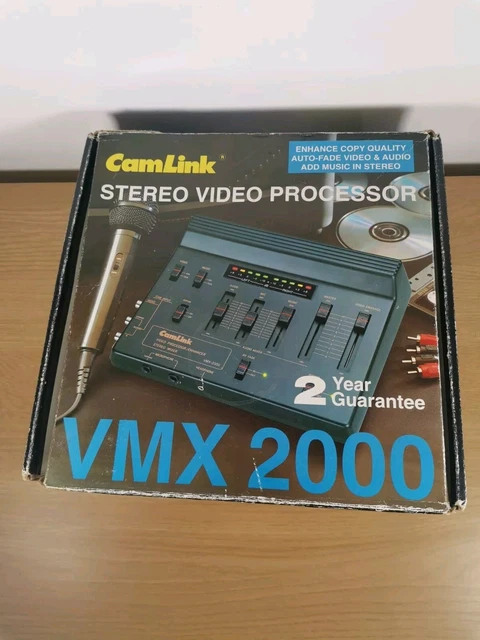 CamLink
ENHANCE COPY QUALITY
AUTO-FADE VIDEO & AUDIO
ADD MUSIC IN STEREO
STEREO VIDEO PROCESSOR
CamLink
2 Year
Guarantee
VMX 2000